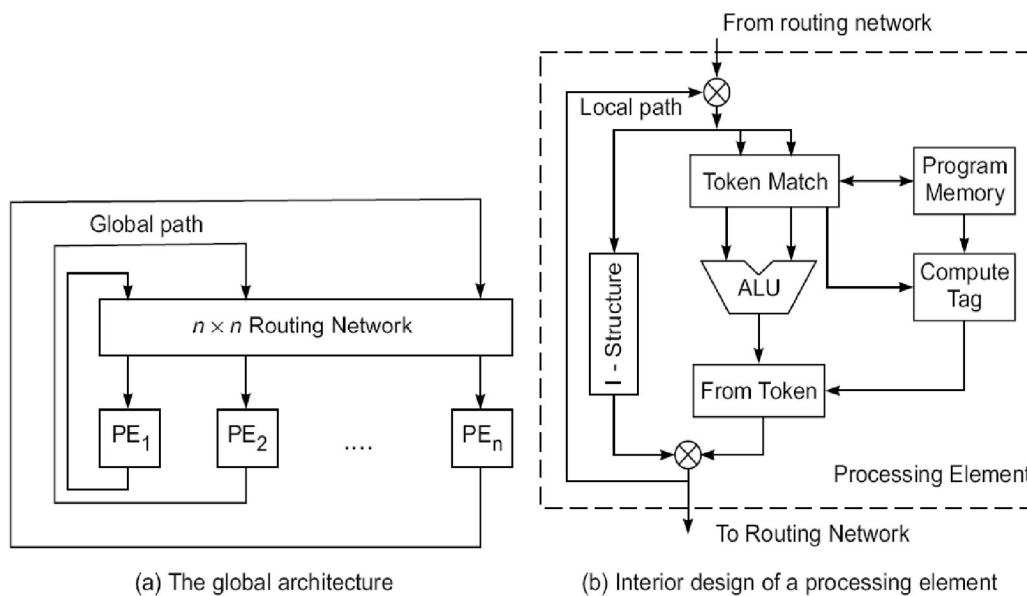 Global path
n × n Routing Network
PE1
PE2
....
PEn
(a) The global architecture
From routing network
Local path
Token Match
Program
Memory
I - Structure
ALU
Compute
Tag
From Token
Processing Element
To Routing Network
(b) Interior design of a processing element